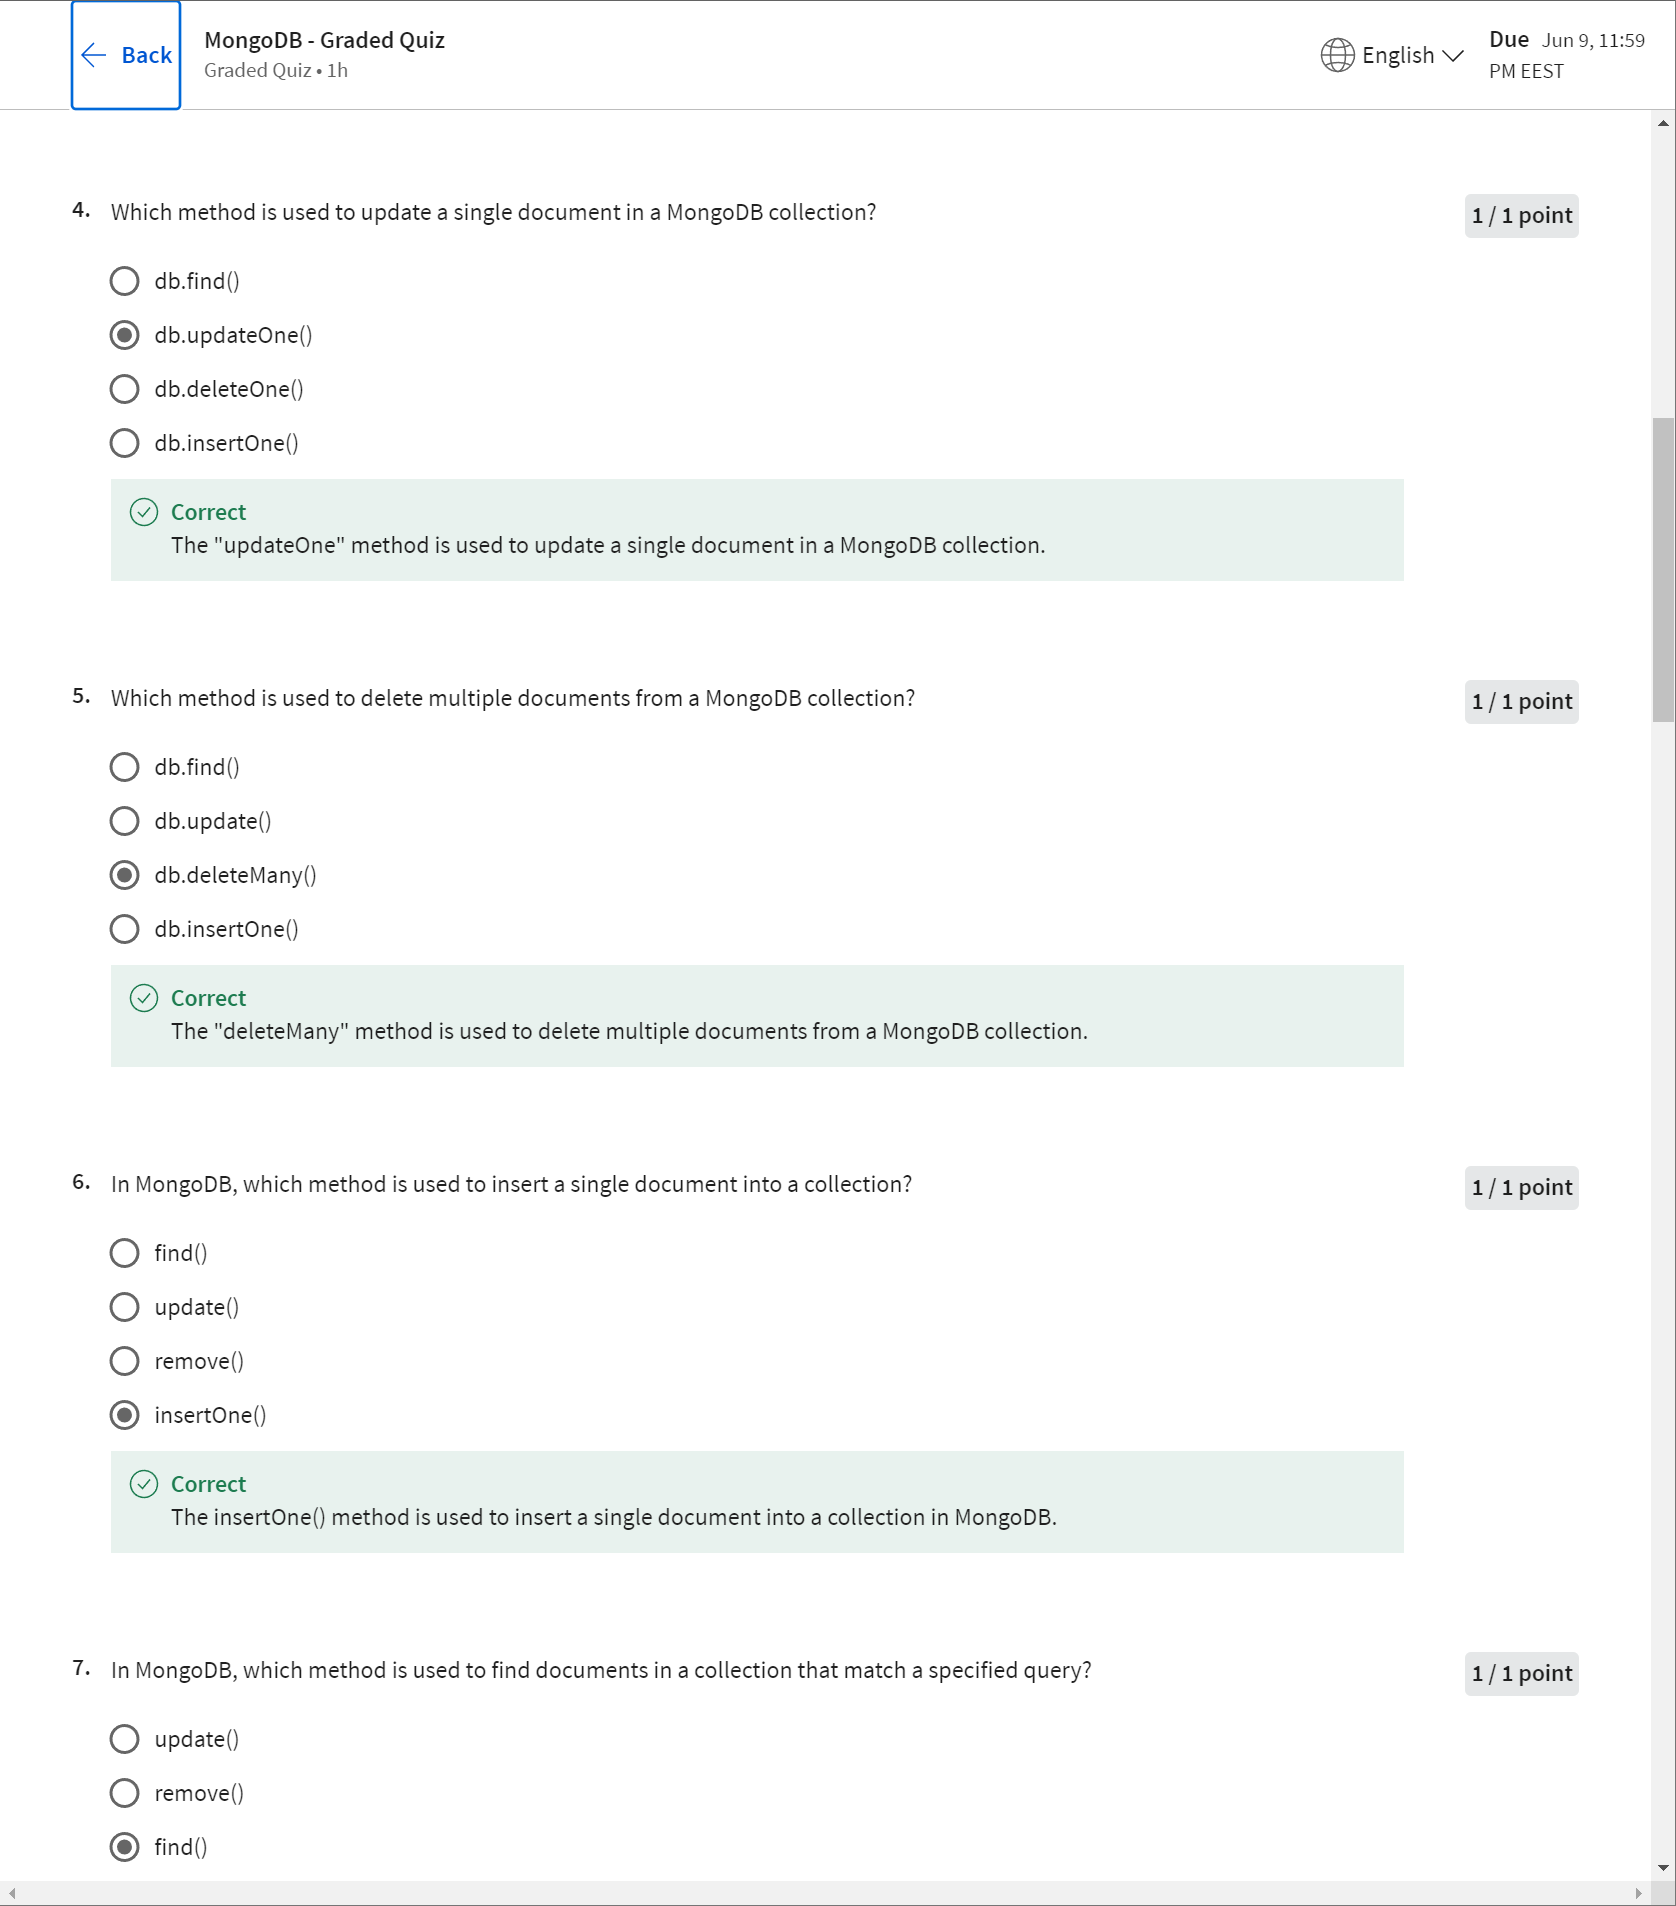 Back
MongoDB - Graded Quiz
Graded Quiz • 1h
English
Due Jun 9, 11:59
PM EEST
4. Which method is used to update a single document in a MongoDB collection?
1 / 1 point
db.find()
db.updateOne()
db.deleteOne()
db.insertOne()
Correct
The "updateOne" method is used to update a single document in a MongoDB collection.
5. Which method is used to delete multiple documents from a MongoDB collection?
1 / 1 point
db.find()
db.update()
db.deleteMany()
db.insertOne()
Correct
The "deleteMany" method is used to delete multiple documents from a MongoDB collection.
6. In MongoDB, which method is used to insert a single document into a collection?
1 / 1 point
find()
update()
remove()
insertOne()
Correct
The insertOne() method is used to insert a single document into a collection in MongoDB.
7. In MongoDB, which method is used to find documents in a collection that match a specified query?
1 / 1 point
update()
remove()
find()